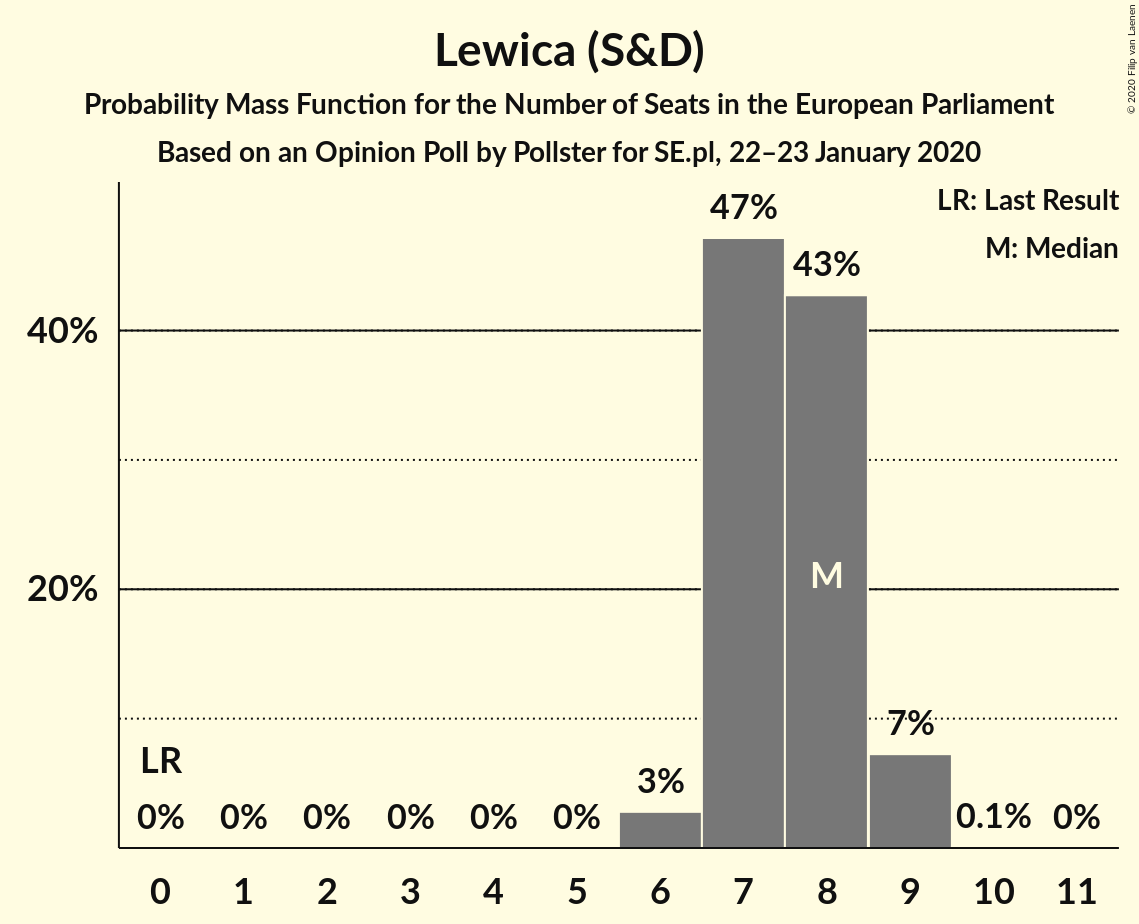 Lewica (S&D)
Probability Mass Function for the Number of Seats in the European Parliament
Based on an Opinion Poll by Pollster for SE.pl, 22–23 January 2020
© 2020 Filip van Laenen
LR: Last Result
M: Median
47%
43%
40%
20%
M
7%
LR
3%
0% 0% 0% 0% 0% 0% 0.1% 0%
0 1 2 3 4 5 6 7 8 9 10 11